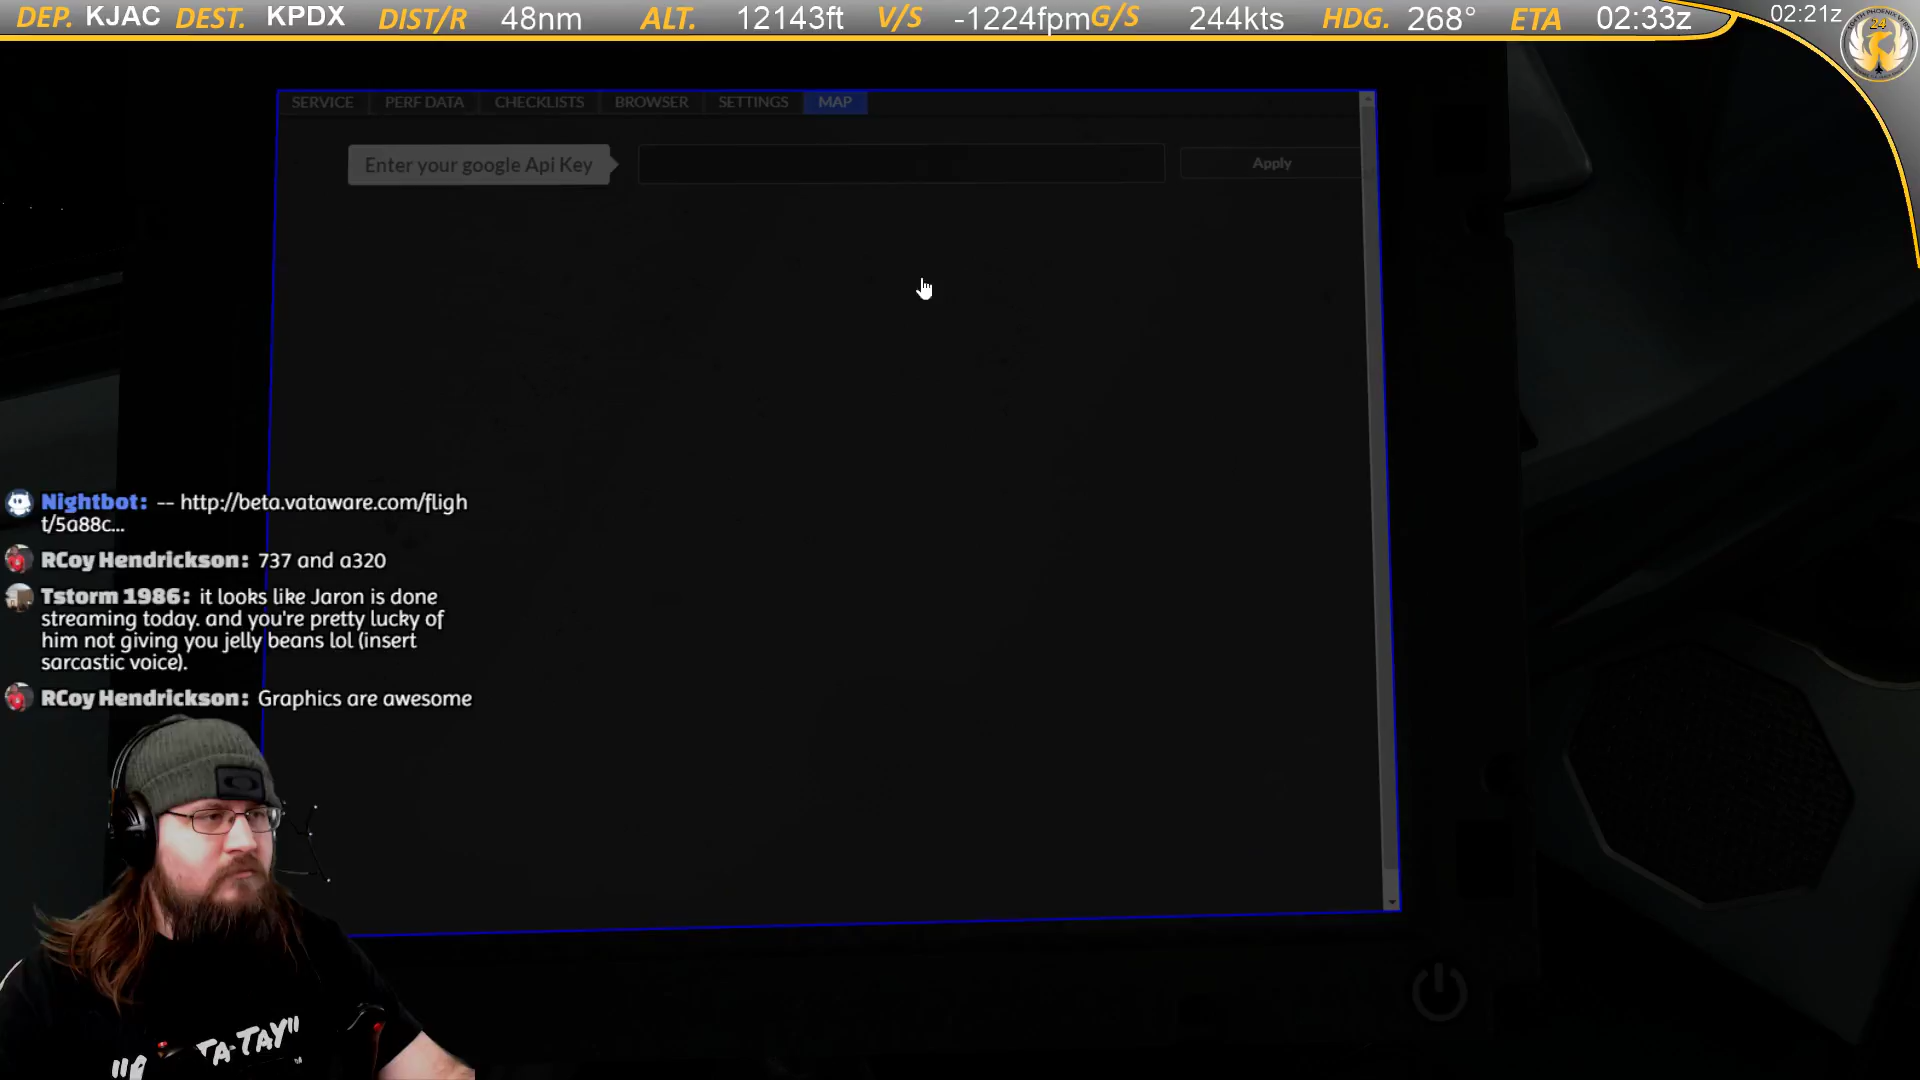 DEP. KJAC DEST. KPDX DIST/R 48nm ALT. 12143ft V/S -1224fpm G/S 244kts HDG. 268° ETA 02:33z 02:21z
24
SERVICE PERF DATA CHECKLISTS BROWSER SETTINGS MAP
Enter your google Api Key Apply
Nightbot: -- http://beta.vataware.com/fligh
t/5a88c...
RCoy Hendrickson: 737 and a320
Tstorm 1986: it looks like Jaron is done
streaming today. and you're pretty lucky of
him not giving you jelly beans lol (insert
sarcastic voice).
RCoy Hendrickson: Graphics are awesome
TA-TAY"